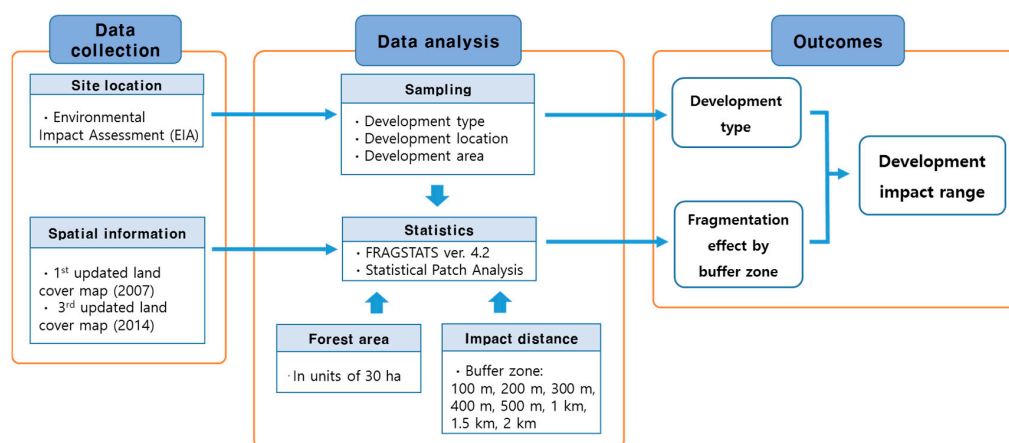 Data
collection
Site location
· Environmental
Impact Assessment (EIA)
Spatial information
· 1st updated land
cover map (2007)
· 3rd updated land
cover map (2014)
Data analysis
Sampling
· Development type
· Development location
· Development area
Statistics
· FRAGSTATS ver. 4.2
· Statistical Patch Analysis
Forest area
· In units of 30 ha
Impact distance
· Buffer zone:
100 m, 200 m, 300 m,
400 m, 500 m, 1 km,
1.5 km, 2 km
Outcomes
Development
type
Fragmentation
effect by
buffer zone
Development
impact range